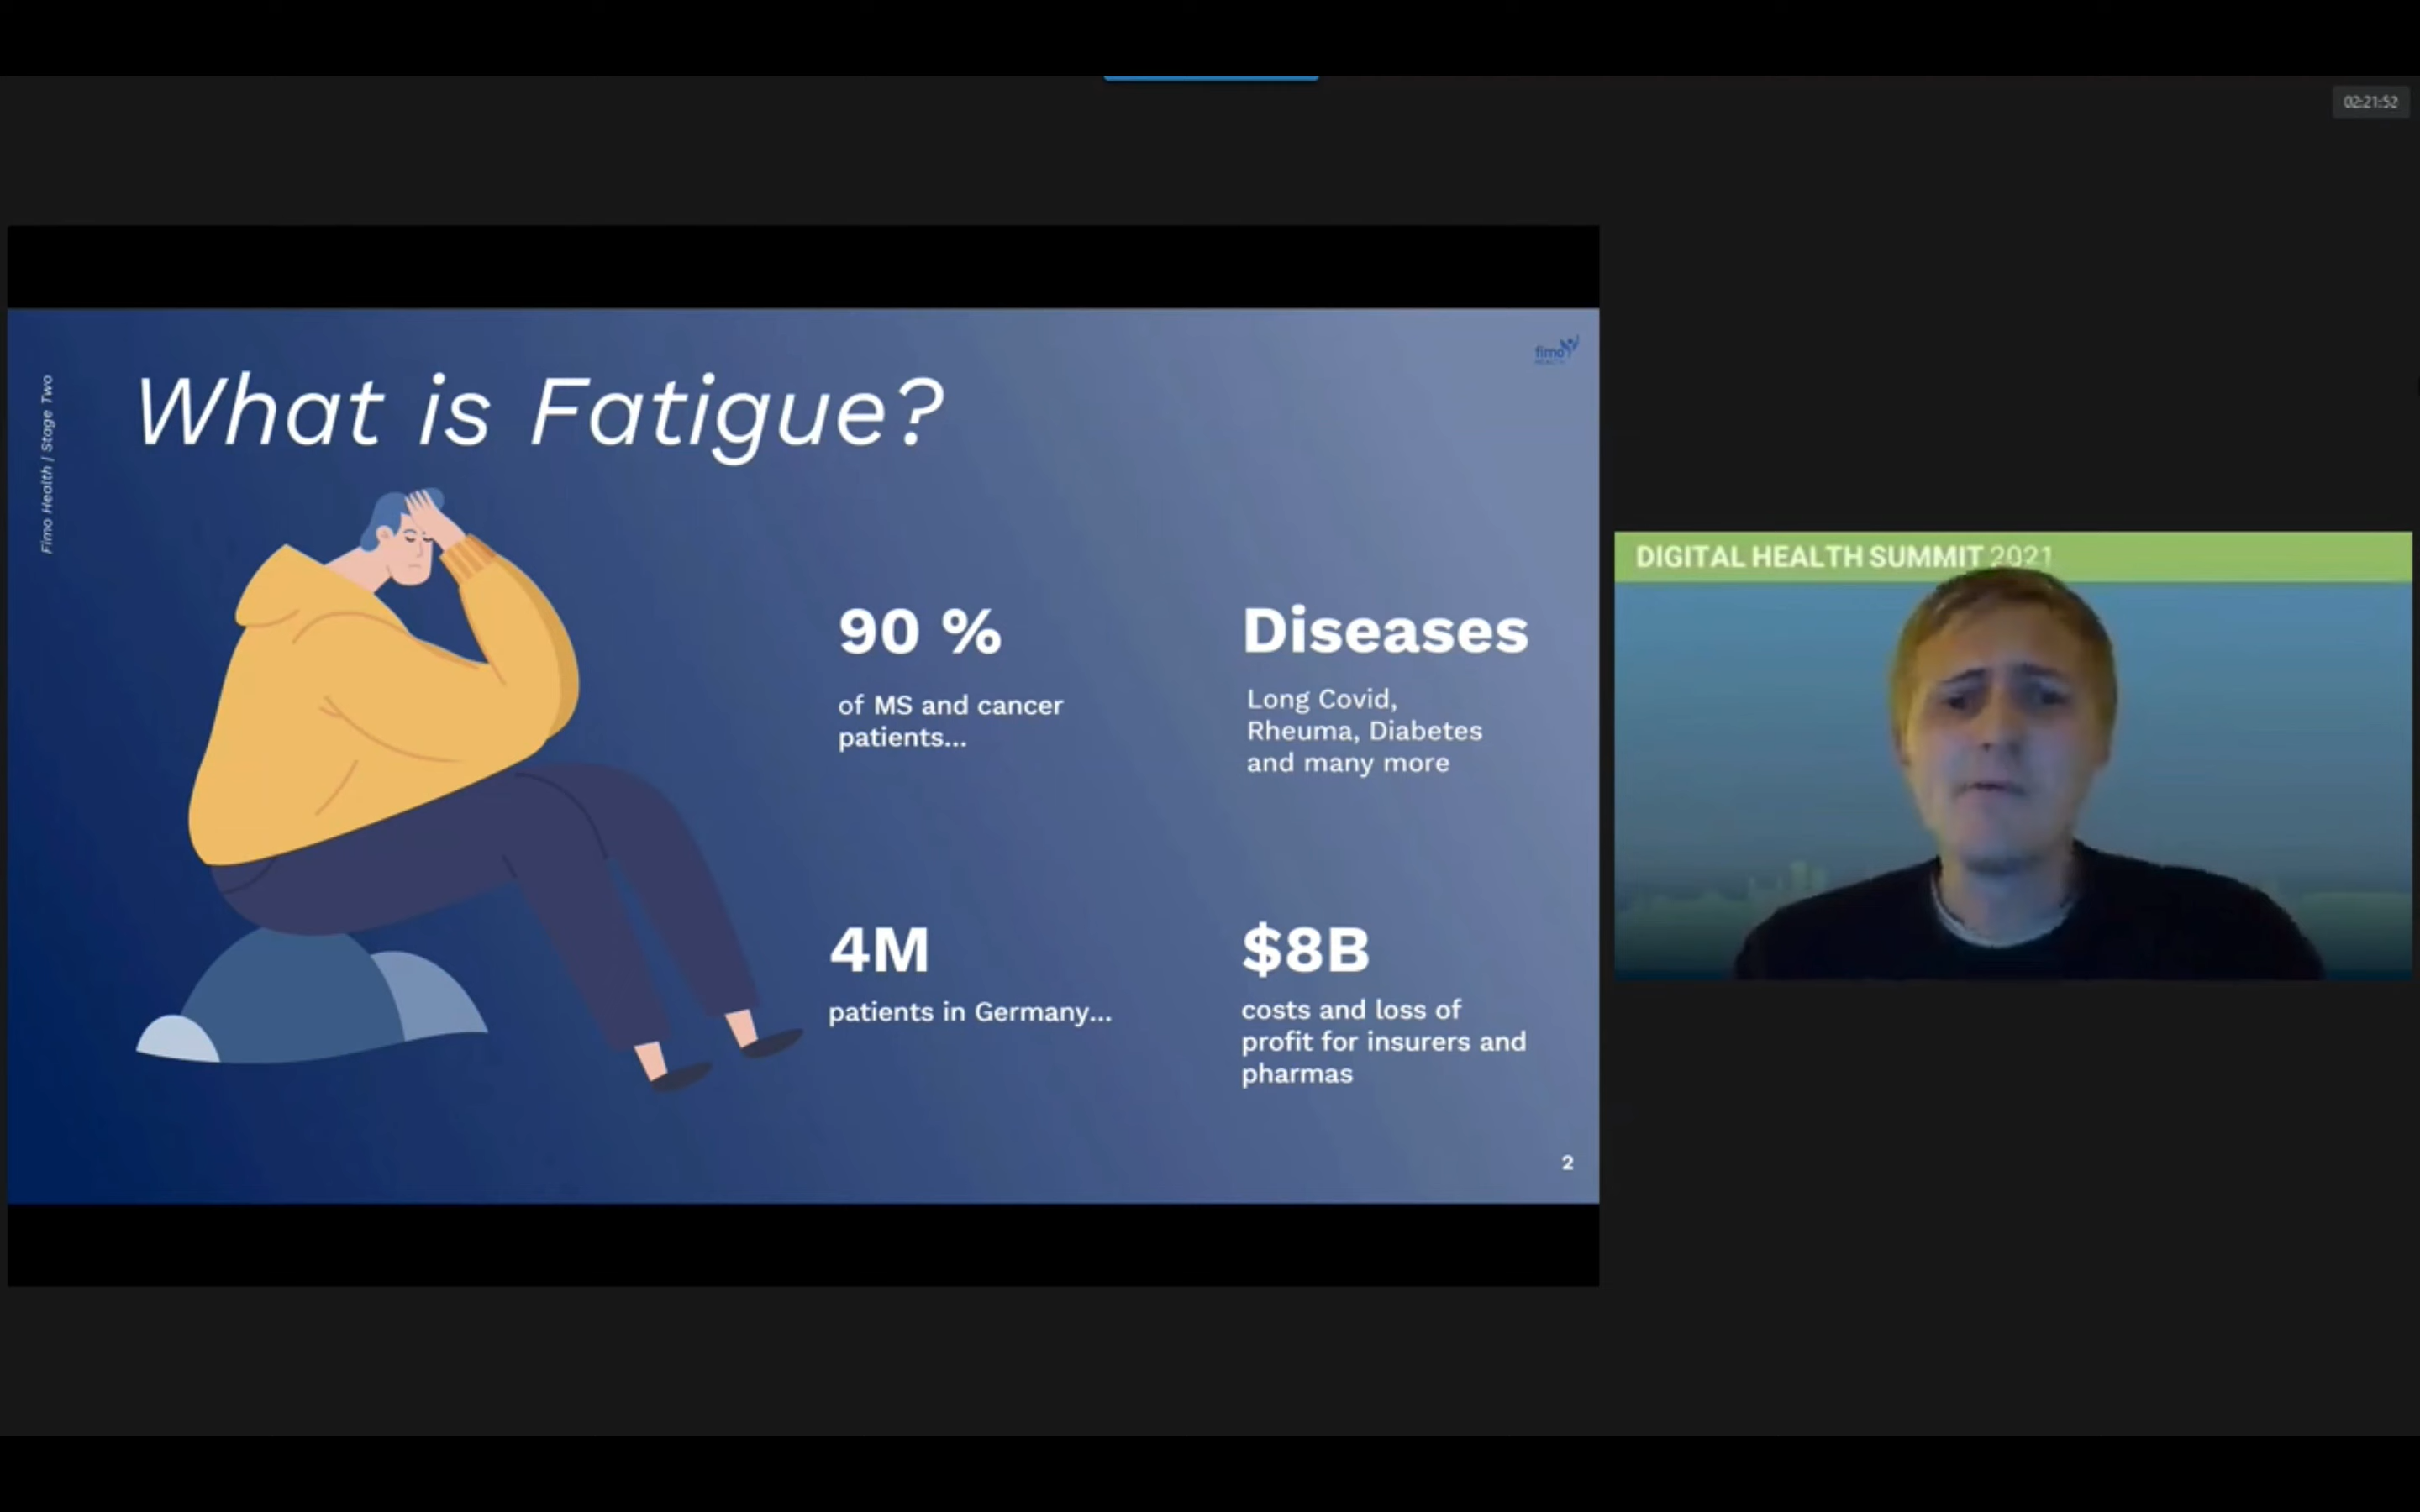 02:21:52
Fimo Health | Stage Two
What is Fatigue?
fimo
HEALTH
90 %
of MS and cancer
patients...
Diseases
Long Covid,
Rheuma, Diabetes
and many more
4M
patients in Germany...
$8B
costs and loss of
profit for insurers and
pharmas
2
DIGITAL HEALTH SUMMIT 2021